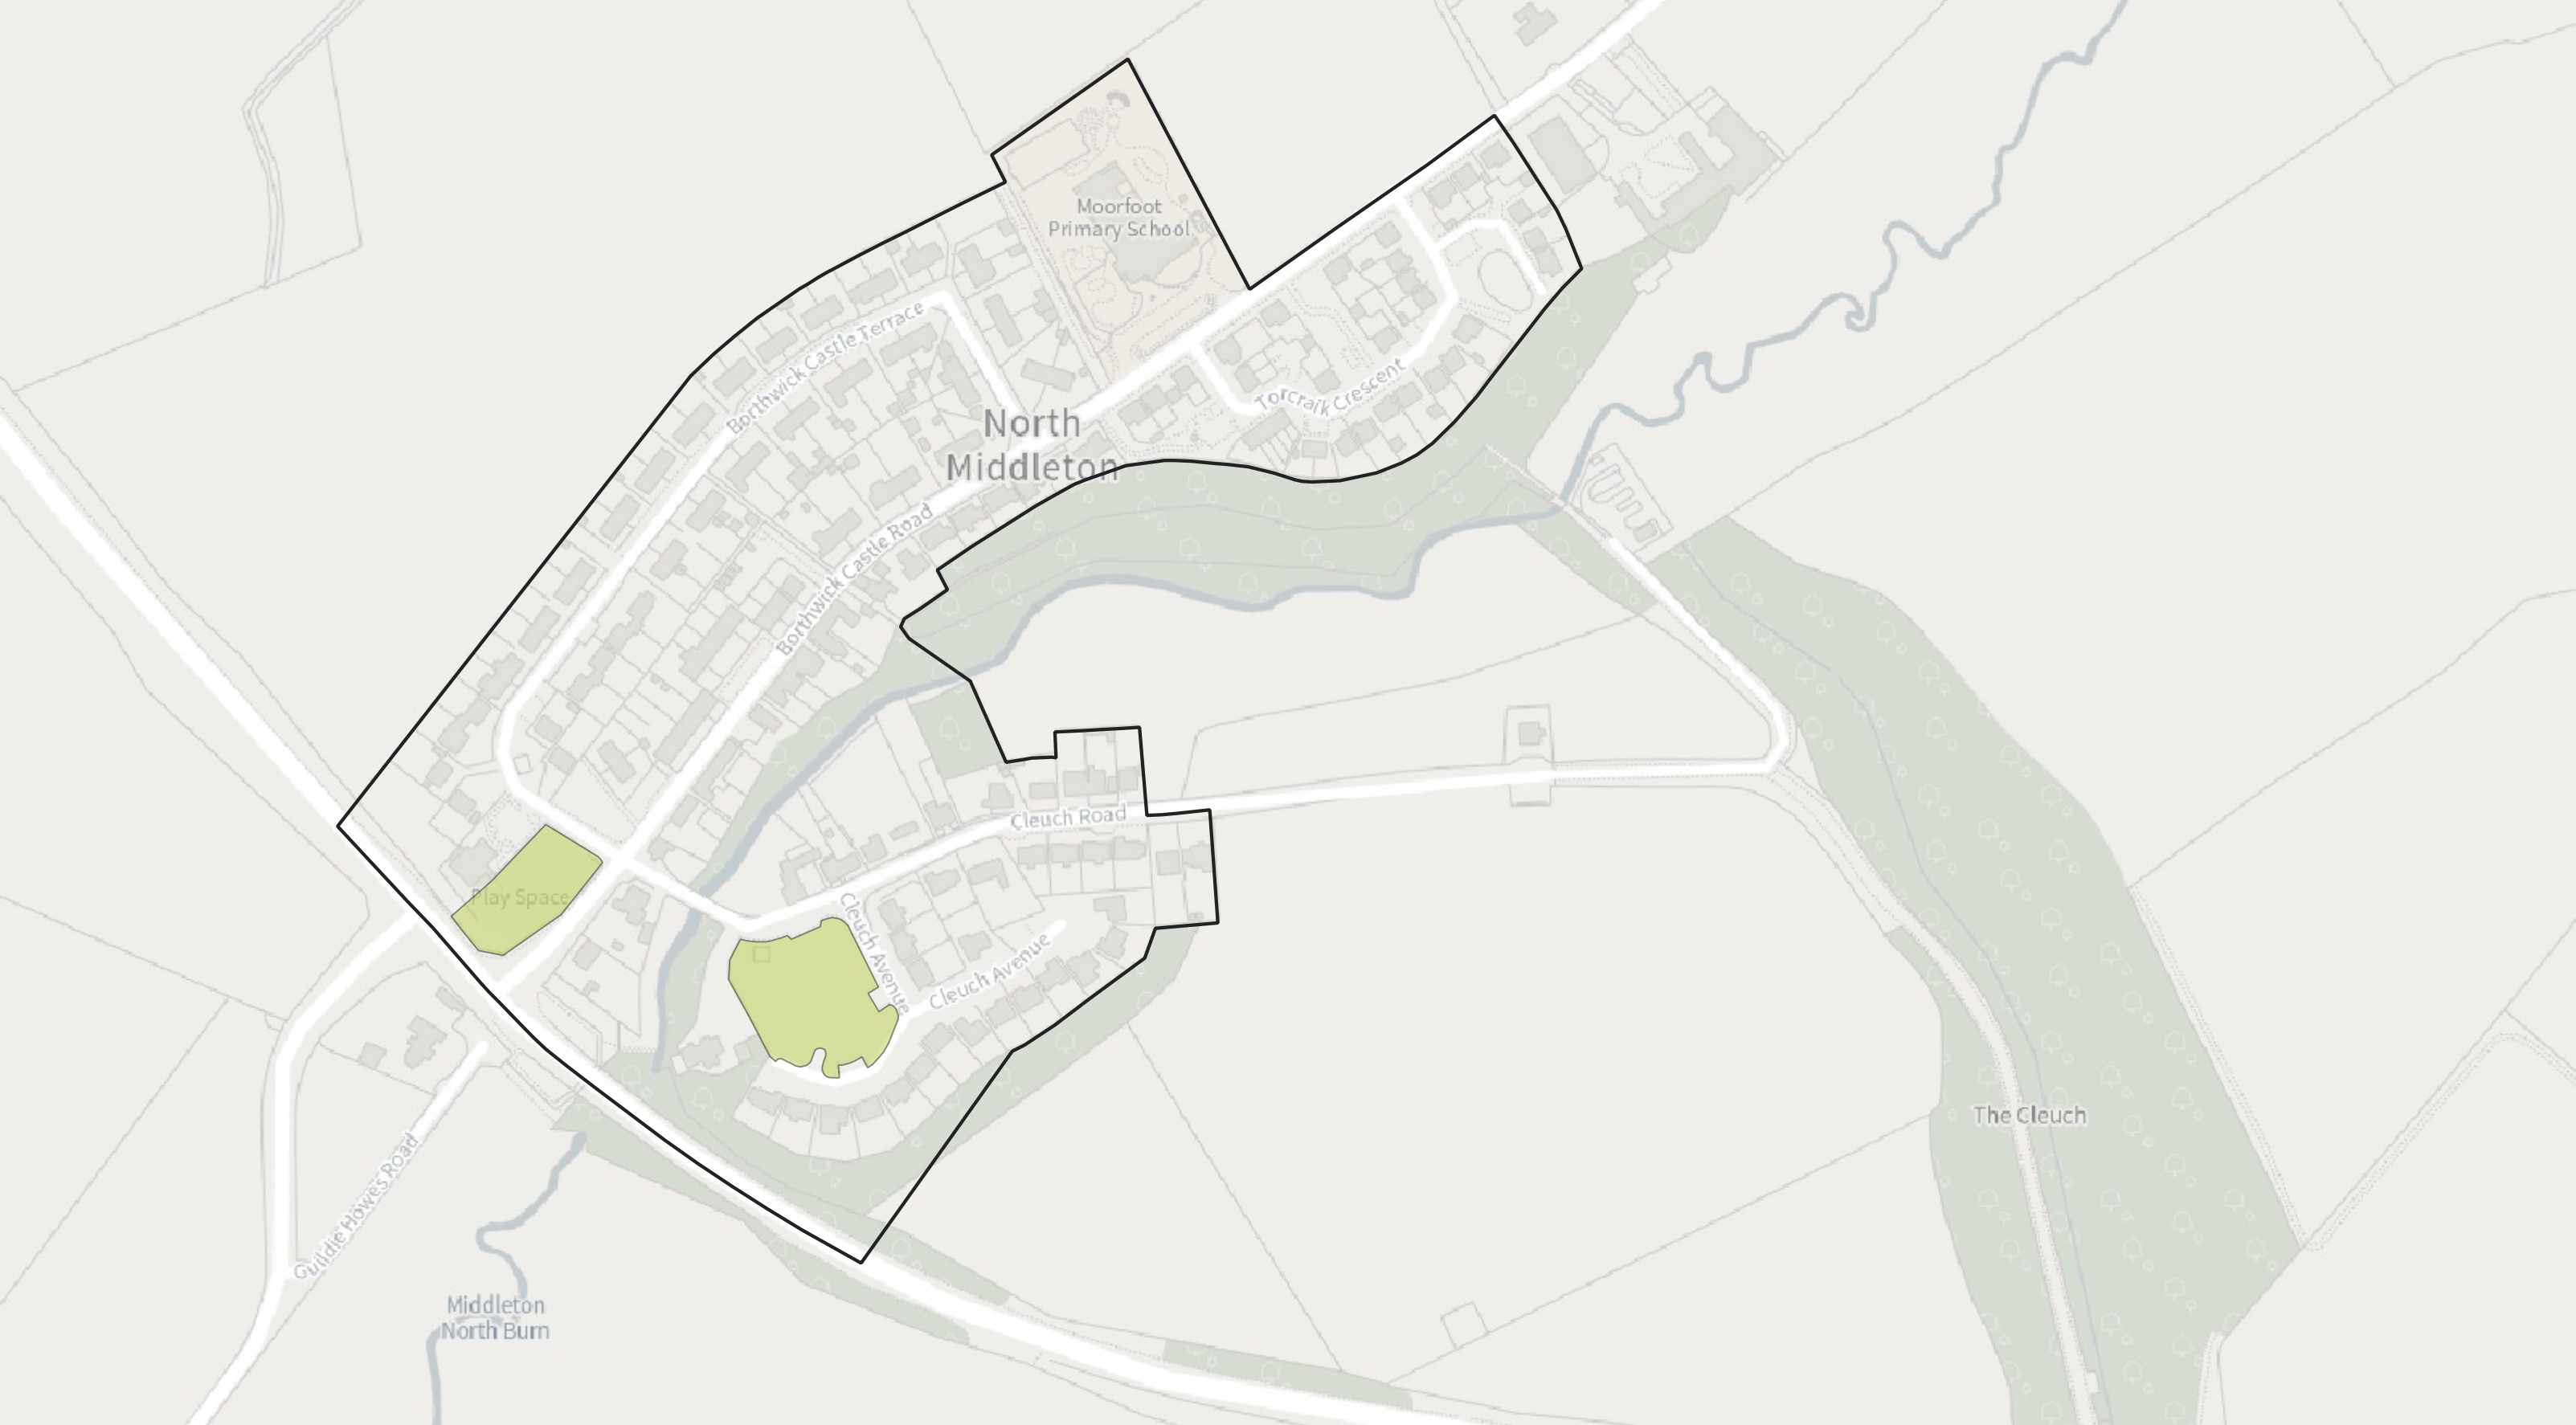 Moorfoot
Primary School
Borthwick Castle Terrace
Torcraik Crescent
North
Middleton
Borthwick Castle Road
Cleuch Road
Play Space
Cleuch Avenue
Cleuch Avenue
The Cleuch
Guildie Howes Road
Middleton
North Burn